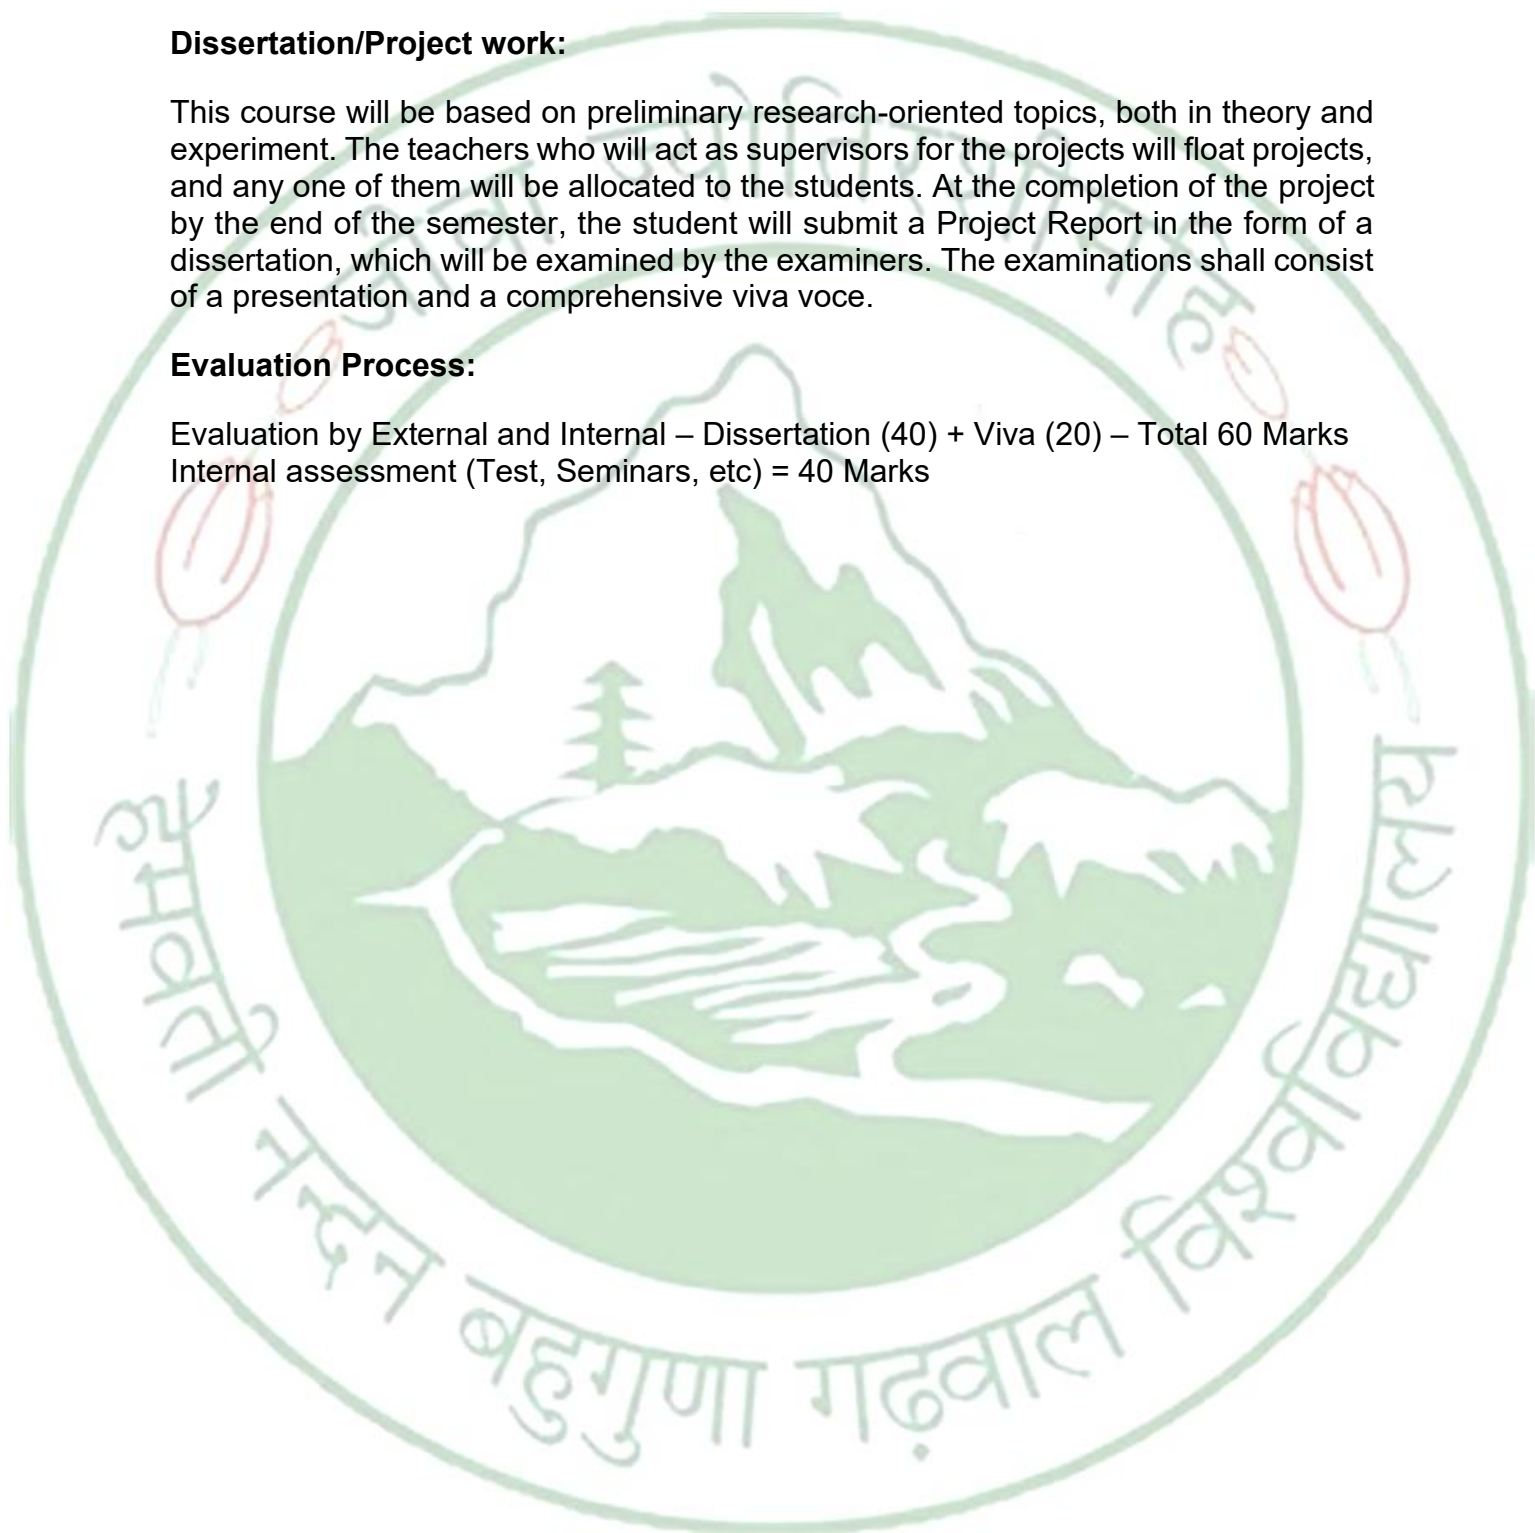 Dissertation/Project work:
This course will be based on preliminary research-oriented topics, both in theory and
experiment. The teachers who will act as supervisors for the projects will float projects,
and any one of them will be allocated to the students. At the completion of the project
by the end of the semester, the student will submit a Project Report in the form of a
dissertation, which will be examined by the examiners. The examinations shall consist
of a presentation and a comprehensive viva voce.
Evaluation Process:
Evaluation by External and Internal – Dissertation (40) + Viva (20) – Total 60 Marks
Internal assessment (Test, Seminars, etc) = 40 Marks
जीवा ज्योतिरशीमहि
हेमवती नन्दन बहुगुणा गढ़वाल विश्वविद्यालय